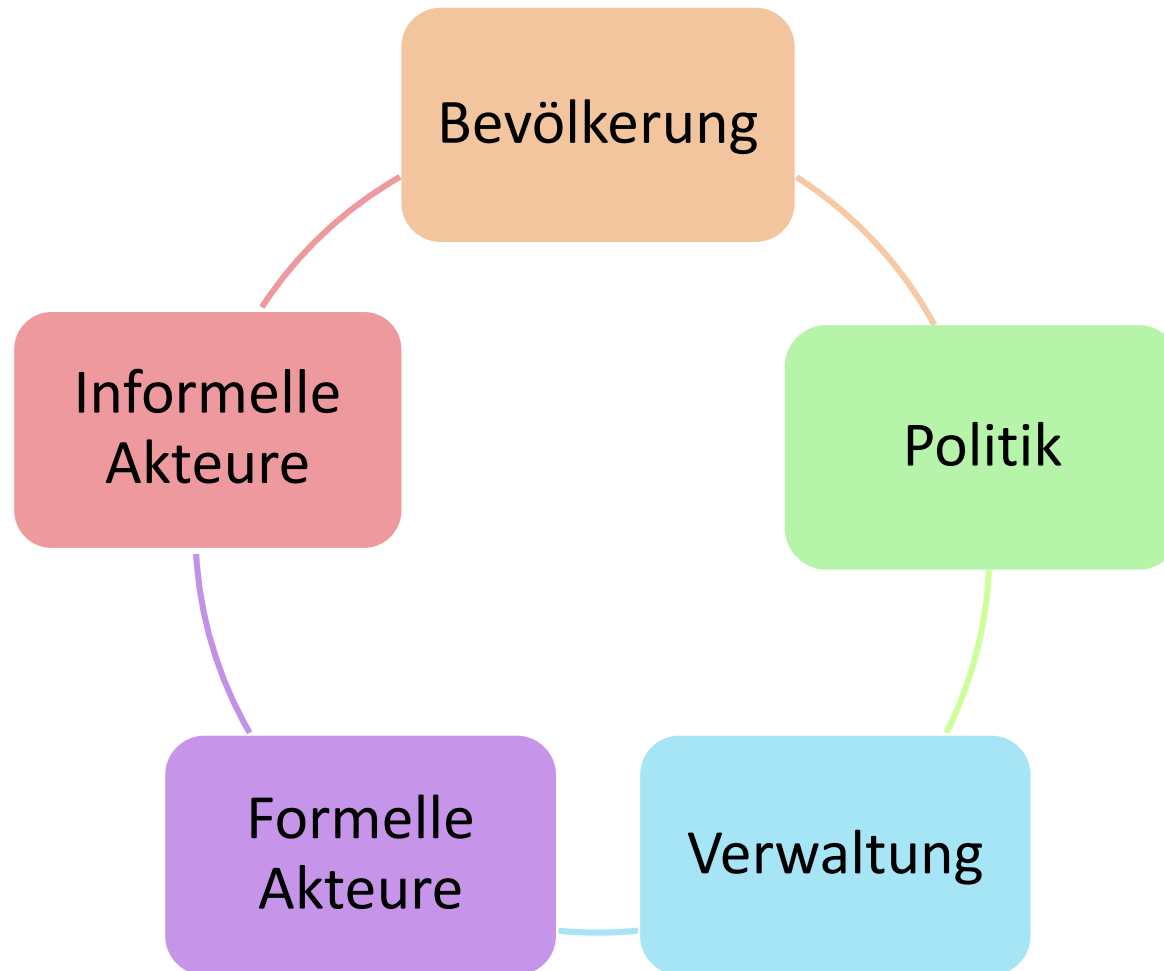 Bevölkerung
Politik
Verwaltung
Formelle
Akteure
Informelle
Akteure